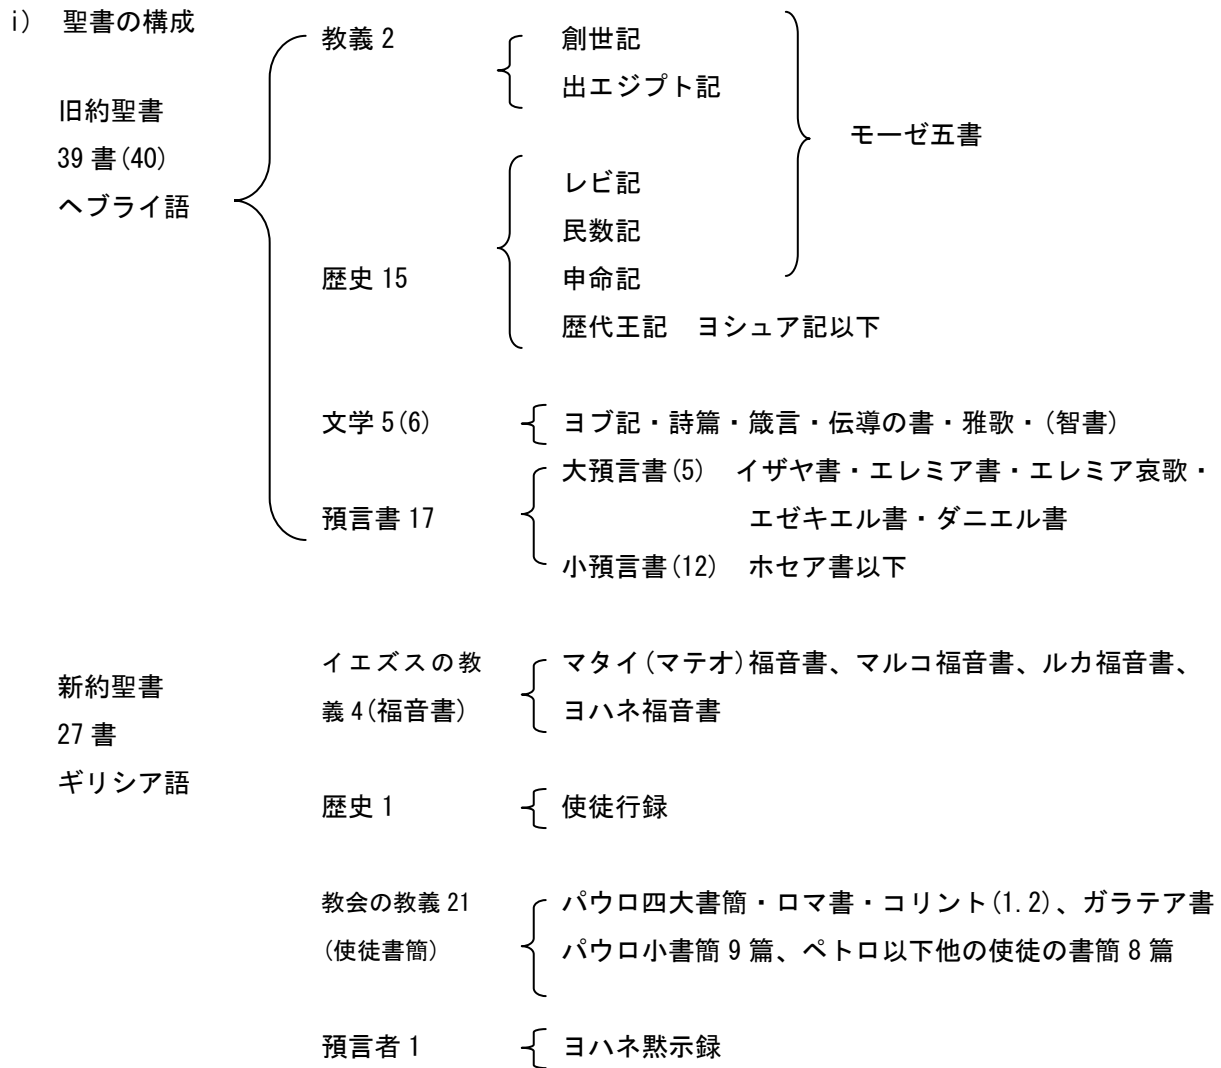 i) 聖書の構成
旧約聖書
39書(40)
ヘブライ語
教義2
創世記
出エジプト記
モーゼ五書
歴史15
レビ記
民数記
申命記
歴代王記 ヨシュア記以下
文学5(6)
ヨブ記・詩篇・箴言・伝導の書・雅歌・(智書)
預言書17
大預言書(5) イザヤ書・エレミア書・エレミア哀歌・
エゼキエル書・ダニエル書
小預言書(12) ホセア書以下
新約聖書
27書
ギリシア語
イエズスの教
義4(福音書)
マタイ(マテオ)福音書、マルコ福音書、ルカ福音書、
ヨハネ福音書
歴史1
使徒行録
教会の教義21
(使徒書簡)
パウロ四大書簡・ロマ書・コリント(1.2)、ガラテア書
パウロ小書簡9篇、ペトロ以下他の使徒の書簡8篇
預言者1
ヨハネ黙示録